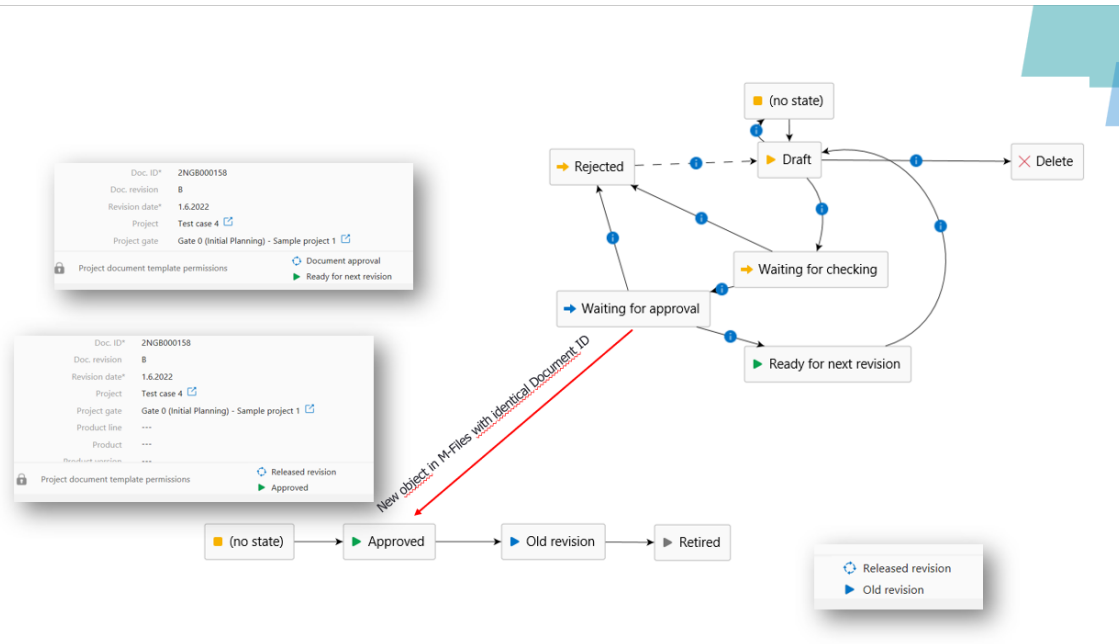 (no state)
Rejected
Draft
Delete
Doc. ID* 2NGB000158
Doc. revision B
Revision date* 1.6.2022
Project Test case 4
Project gate Gate 0 (Initial Planning) - Sample project 1
Project document template permissions
Document approval
Ready for next revision
Waiting for checking
Waiting for approval
Ready for next revision
Doc. ID* 2NGB000158
Doc. revision B
Revision date* 1.6.2022
Project Test case 4
Project gate Gate 0 (Initial Planning) - Sample project 1
Product line ---
Product ---
Product version ---
Project document template permissions
Released revision
Approved
New object in M-Files with identical Document ID
(no state)
Approved
Old revision
Retired
Released revision
Old revision